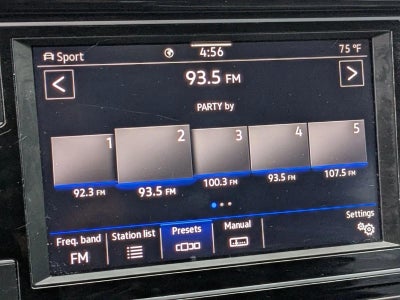 Sport 4:56 75 °F
< 93.5 FM >
PARTY by
1 2 3 4 5
92.3 FM 93.5 FM 100.3 FM 93.5 FM 107.5 FM
Freq. band Station list Presets Manual Settings
FM